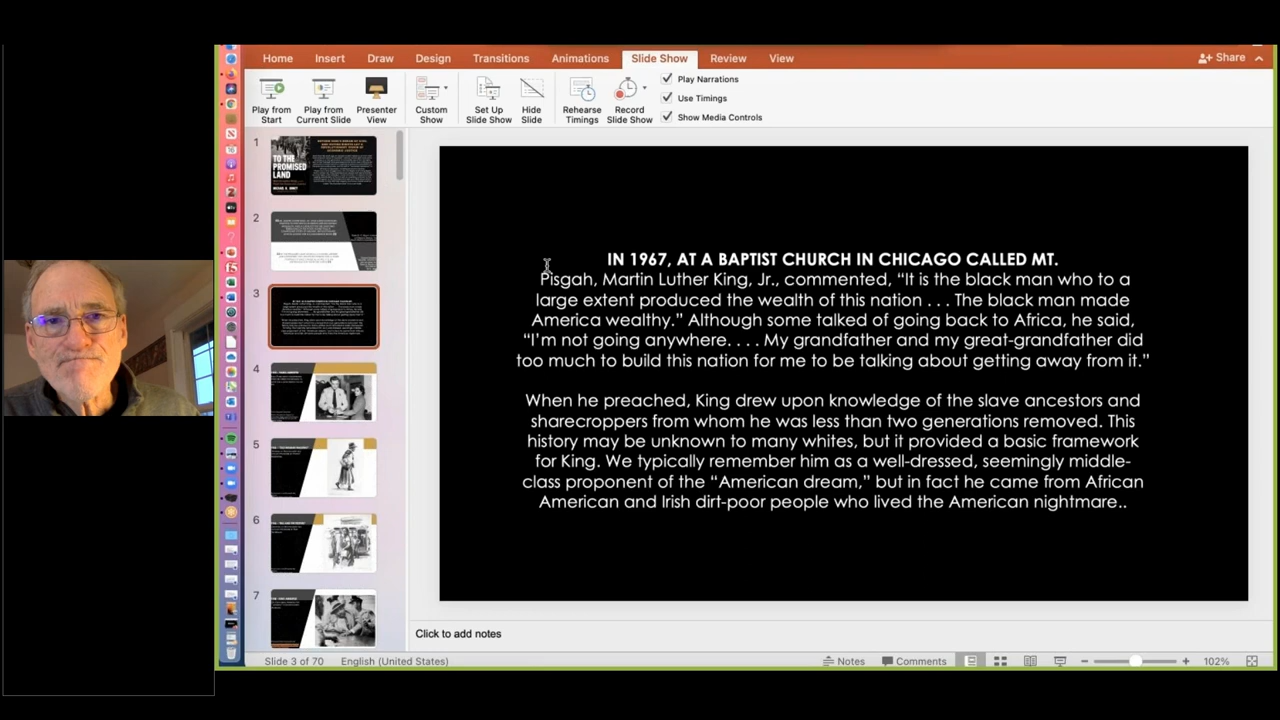 Home Insert Draw Design Transitions Animations Slide Show Review View Share
Play from Start
Play from Current Slide
Presenter View
Custom Show
Set Up Slide Show
Hide Slide
Rehearse Timings
Record Slide Show
Play Narrations
Use Timings
Show Media Controls
1
TO THE
PROMISED
LAND
2
3
4
5
6
7
IN 1967, AT A BAPTIST CHURCH IN CHICAGO CALLED MT.
Pisgah, Martin Luther King, Jr., commented, “It is the black man who to a
large extent produced the wealth of this nation . . . The black man made
America wealthy.” Although some talked of going back to Africa, he said,
“I’m not going anywhere. . . . My grandfather and my great-grandfather did
too much to build this nation for me to be talking about getting away from it.”
When he preached, King drew upon knowledge of the slave ancestors and
sharecroppers from whom he was less than two generations removed. This
history may be unknown to many whites, but it provided a basic framework
for King. We typically remember him as a well-dressed, seemingly middle-
class proponent of the “American dream,” but in fact he came from African
American and Irish dirt-poor people who lived the American nightmare..
Click to add notes
Slide 3 of 70 English (United States) Notes Comments 102%